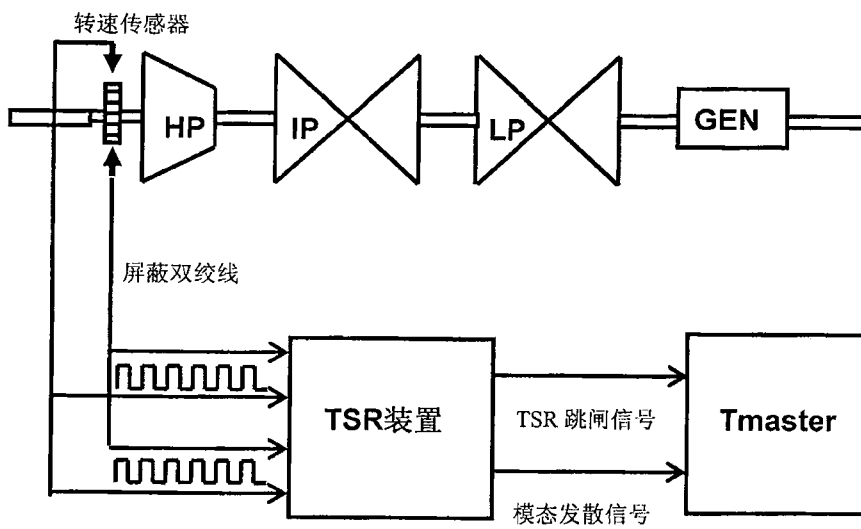 转速传感器
HP
IP
LP
GEN
屏蔽双绞线
TSR装置
TSR 跳闸信号
Tmaster
模态发散信号